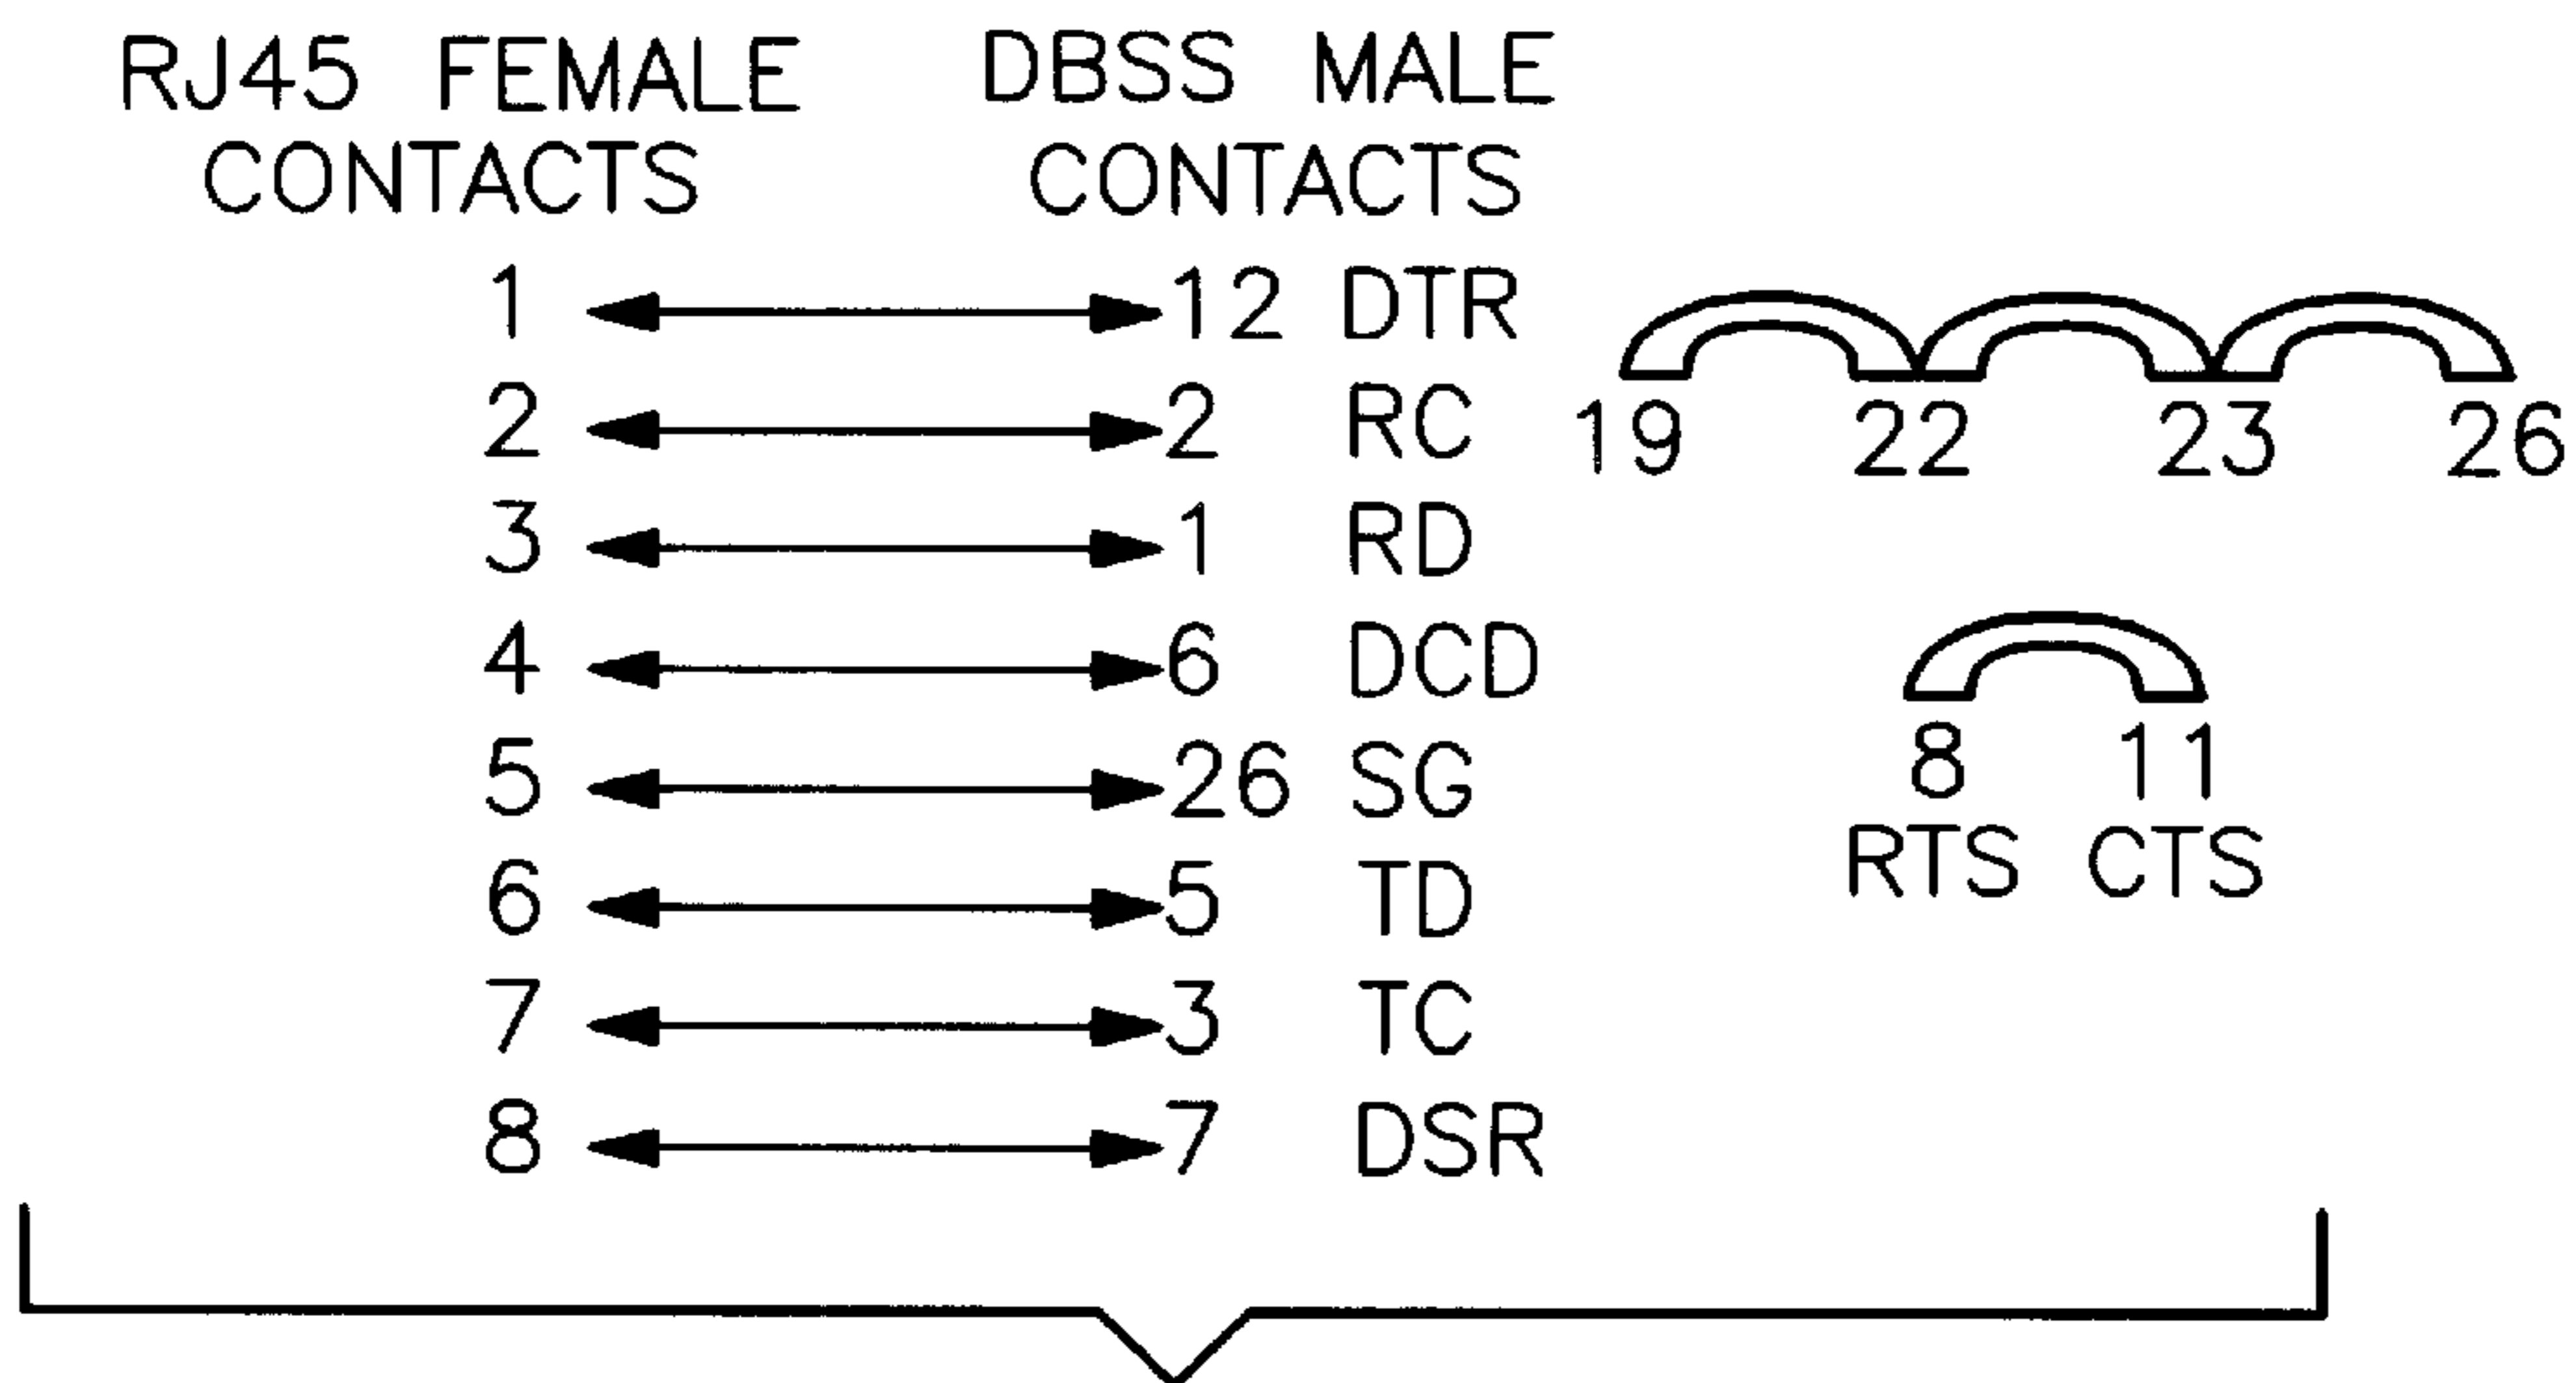 RJ45 FEMALE CONTACTS
DBSS MALE CONTACTS
1 12 DTR
2 2 RC
3 1 RD
4 6 DCD
5 26 SG
6 5 TD
7 3 TC
8 7 DSR
19 22 23 26
8 11
RTS CTS